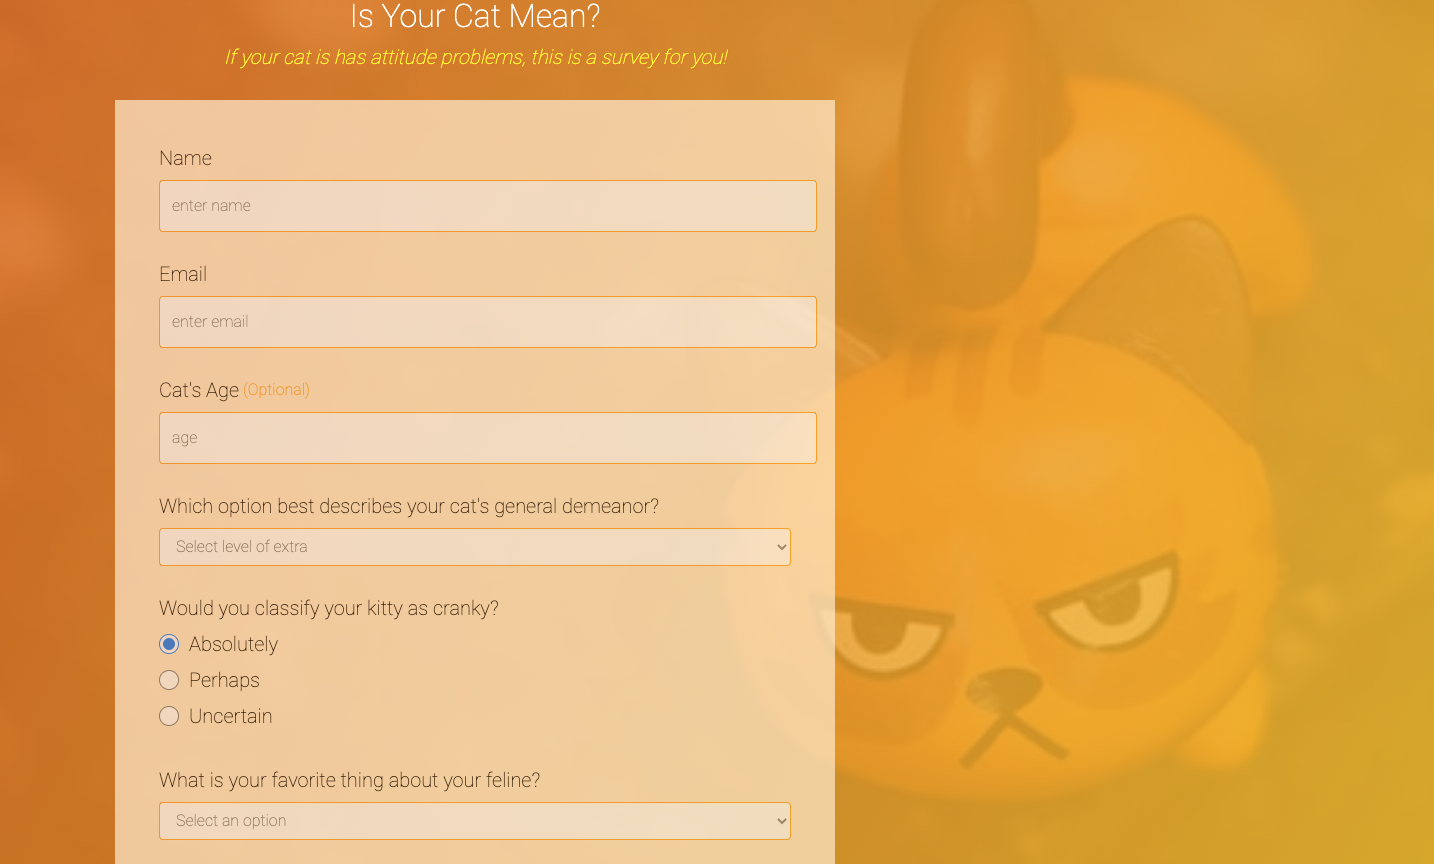 Is Your Cat Mean?
If your cat is has attitude problems, this is a survey for you!
Name
enter name
Email
enter email
Cat's Age (Optional)
age
Which option best describes your cat's general demeanor?
Select level of extra
Would you classify your kitty as cranky?
Absolutely
Perhaps
Uncertain
What is your favorite thing about your feline?
Select an option